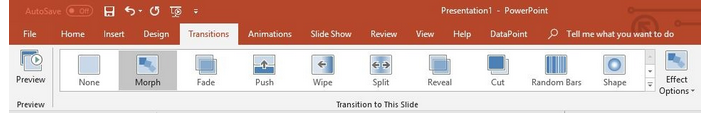 AutoSave Off Presentation1 - PowerPoint
File Home Insert Design Transitions Animations Slide Show Review View Help DataPoint Tell me what you want to do
Preview None Morph Fade Push Wipe Split Reveal Cut Random Bars Shape Effect
Options
Preview Transition to This Slide